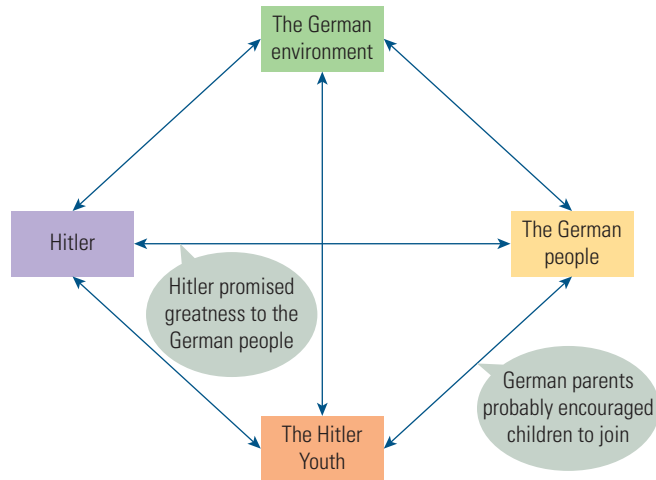 The German
environment
Hitler
The German
people
Hitler promised
greatness to the
German people
German parents
probably encouraged
children to join
The Hitler
Youth